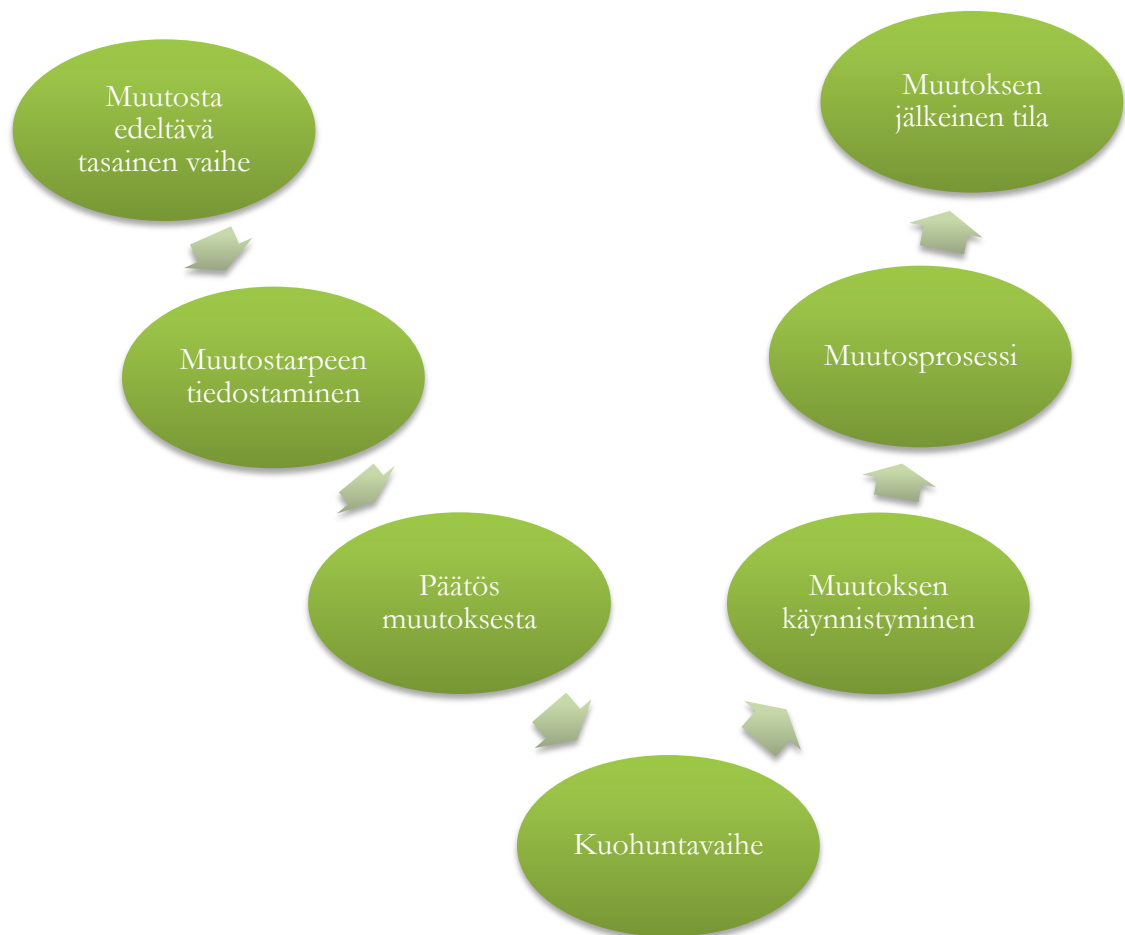 Muutosta
edeltävä
tasainen vaihe
Muutostarpeen
tiedostaminen
Päätös
muutoksesta
Kuohuntavaihe
Muutoksen
käynnistyminen
Muutosprosessi
Muutoksen
jälkeinen tila